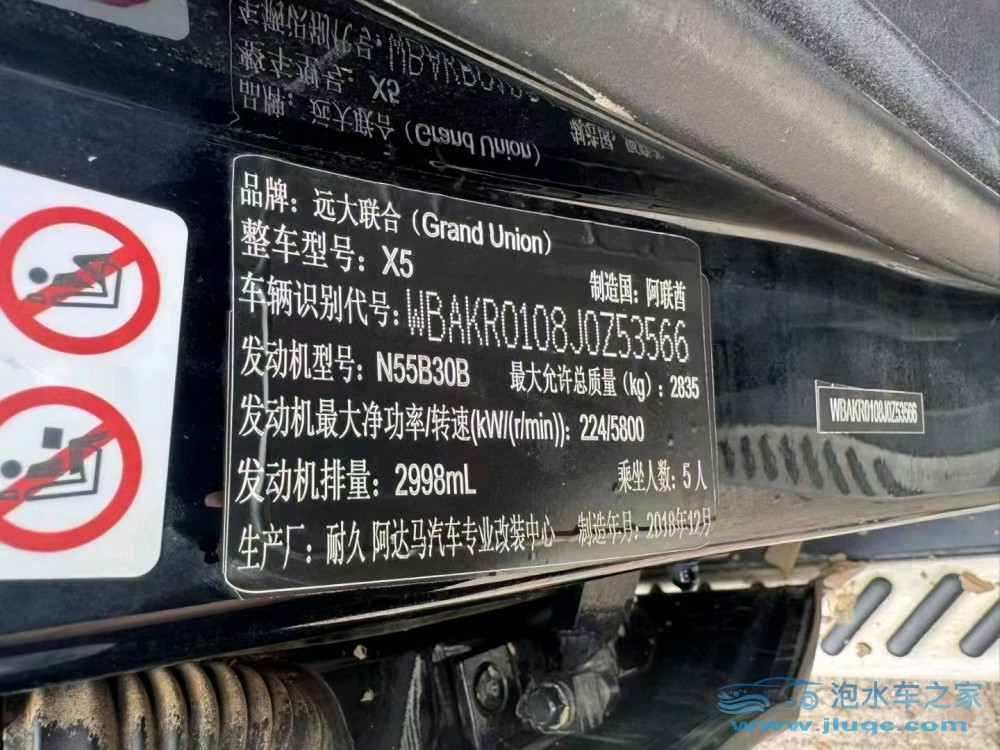 品牌：远大联合（Grand Union）
整车型号：X5
制造国：阿联酋
车辆识别代号：WBAKR0108J0Z53566
发动机型号：N55B30B 最大允许总质量（kg）：2835
发动机最大净功率/转速(kW/(r/min))：224/5800
发动机排量：2998mL 乘坐人数：5人
生产厂：耐久 阿达马汽车专业改装中心 制造年月：2018年12月
WBAKR0108J0Z53566
泡水车之家
www.jluqc.com